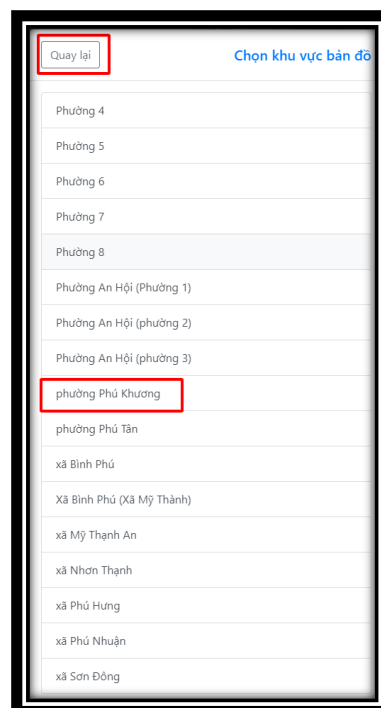 Quay lại
Chọn khu vực bản đồ
Phường 4
Phường 5
Phường 6
Phường 7
Phường 8
Phường An Hội (Phường 1)
Phường An Hội (phường 2)
Phường An Hội (phường 3)
phường Phú Khương
phường Phú Tân
xã Bình Phú
Xã Bình Phú (Xã Mỹ Thành)
xã Mỹ Thạnh An
xã Nhơn Thạnh
xã Phú Hưng
xã Phú Nhuận
xã Sơn Đông